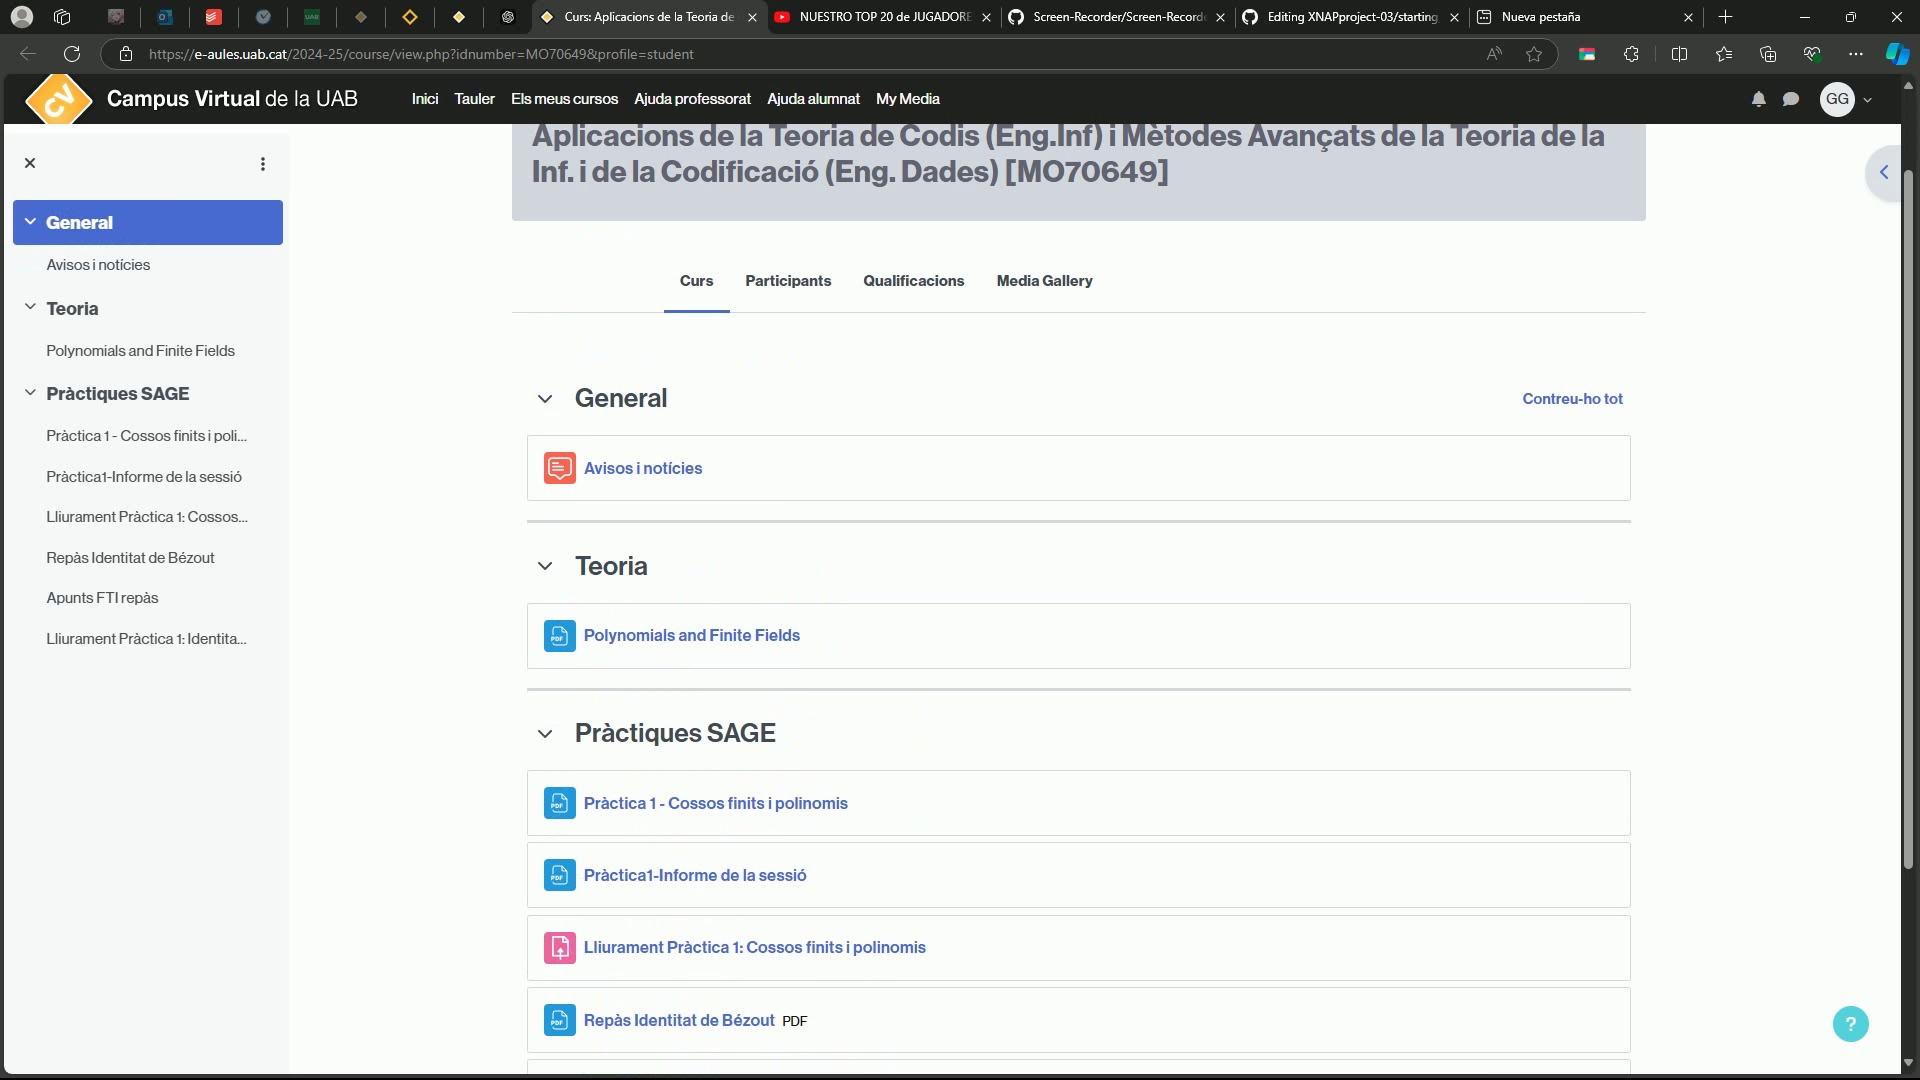 Curs: Aplicacions de la Teoria de
NUESTRO TOP 20 de JUGADORE
Screen-Recorder/Screen-Record
Editing XNAPproject-03/starting
Nueva pestaña
https://e-aules.uab.cat/2024-25/course/view.php?idnumber=MO70649&profile=student
CV
Campus Virtual de la UAB
Inici
Tauler
Els meus cursos
Ajuda professorat
Ajuda alumnat
My Media
GG
Aplicacions de la Teoria de Codis (Eng.Inf) i Mètodes Avançats de la Teoria de la
Inf. i de la Codificació (Eng. Dades) [MO70649]
General
Avisos i notícies
Teoria
Polynomials and Finite Fields
Pràctiques SAGE
Pràctica 1 - Cossos finits i poli...
Pràctica1-Informe de la sessió
Lliurament Pràctica 1: Cossos...
Repàs Identitat de Bézout
Apunts FTI repàs
Lliurament Pràctica 1: Identita...
Curs
Participants
Qualificacions
Media Gallery
General
Contreu-ho tot
Avisos i notícies
Teoria
PDF
Polynomials and Finite Fields
Pràctiques SAGE
PDF
Pràctica 1 - Cossos finits i polinomis
PDF
Pràctica1-Informe de la sessió
Lliurament Pràctica 1: Cossos finits i polinomis
PDF
Repàs Identitat de Bézout PDF
?